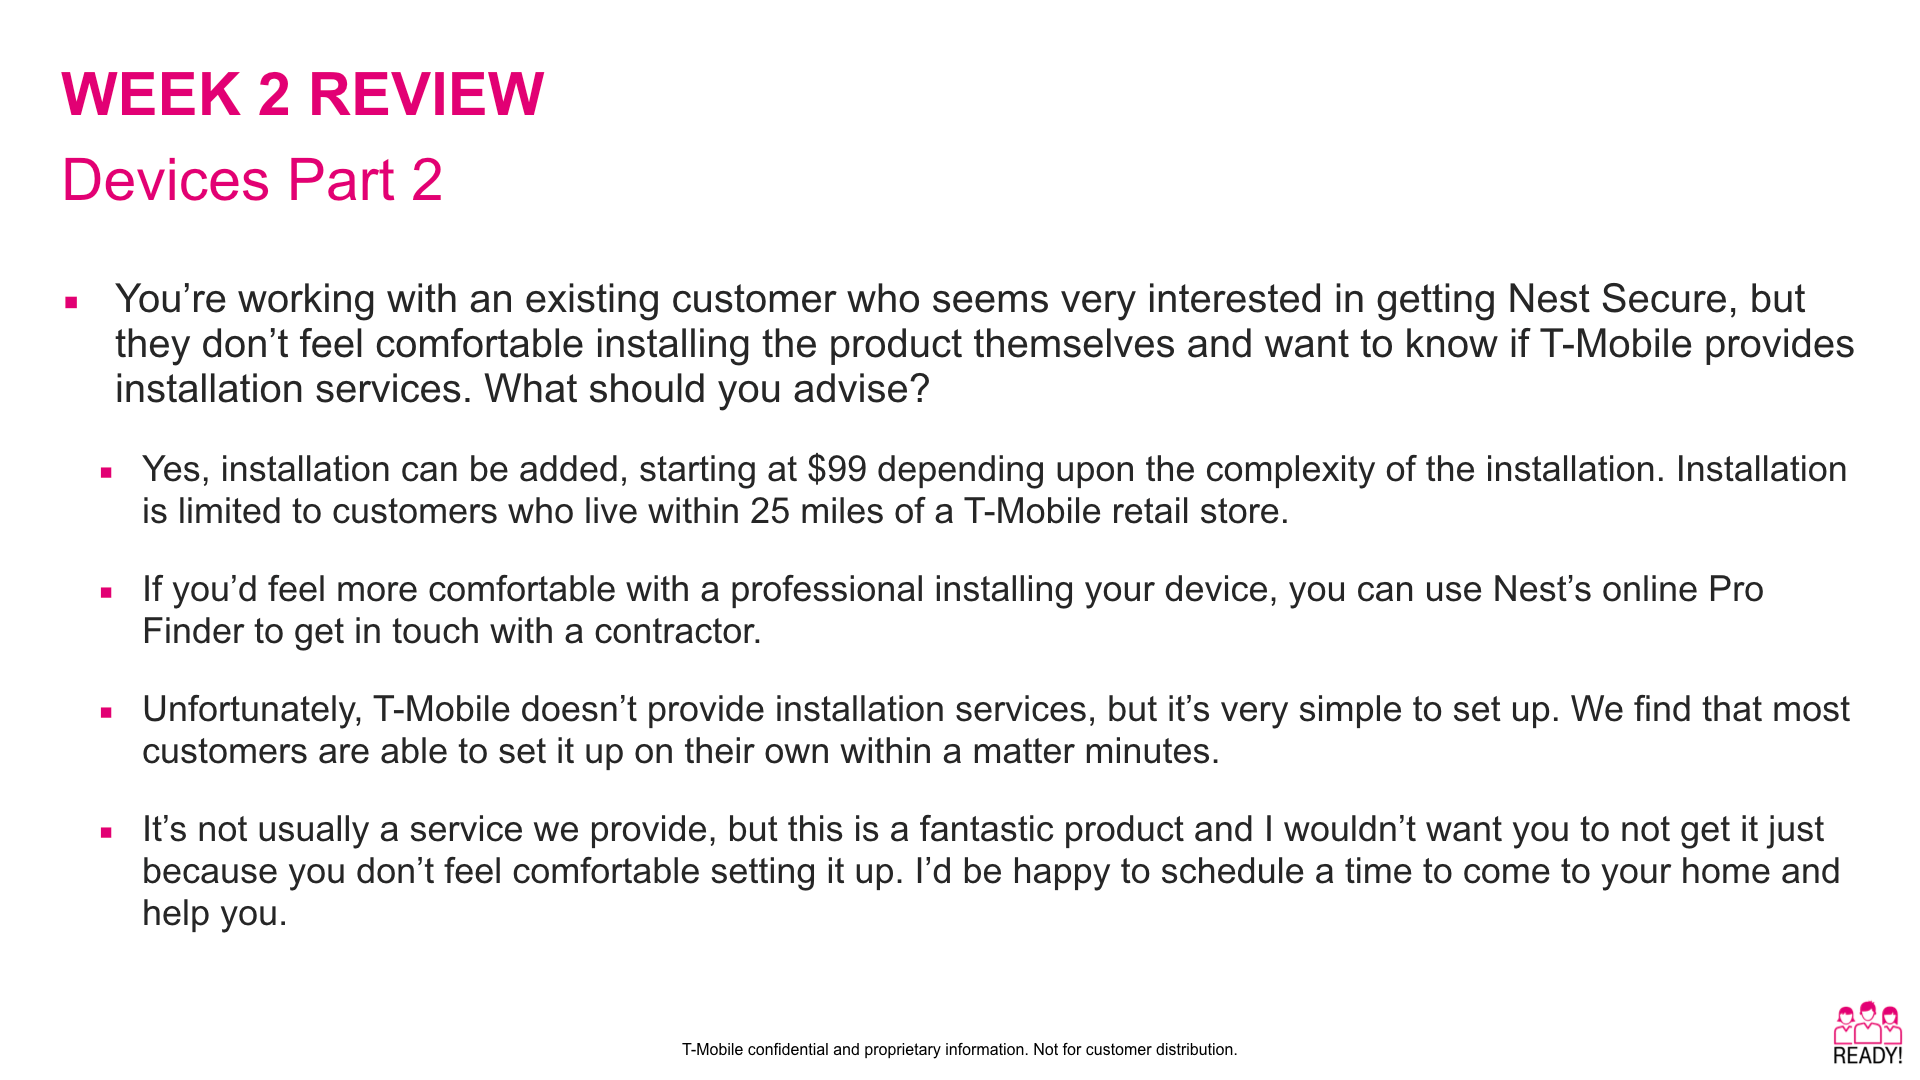 WEEK 2 REVIEW
Devices Part 2
You’re working with an existing customer who seems very interested in getting Nest Secure, but
they don’t feel comfortable installing the product themselves and want to know if T-Mobile provides
installation services. What should you advise?
Yes, installation can be added, starting at $99 depending upon the complexity of the installation. Installation
is limited to customers who live within 25 miles of a T-Mobile retail store.
If you’d feel more comfortable with a professional installing your device, you can use Nest’s online Pro
Finder to get in touch with a contractor.
Unfortunately, T-Mobile doesn’t provide installation services, but it’s very simple to set up. We find that most
customers are able to set it up on their own within a matter minutes.
It’s not usually a service we provide, but this is a fantastic product and I wouldn’t want you to not get it just
because you don’t feel comfortable setting it up. I’d be happy to schedule a time to come to your home and
help you.
T-Mobile confidential and proprietary information. Not for customer distribution.
READY!